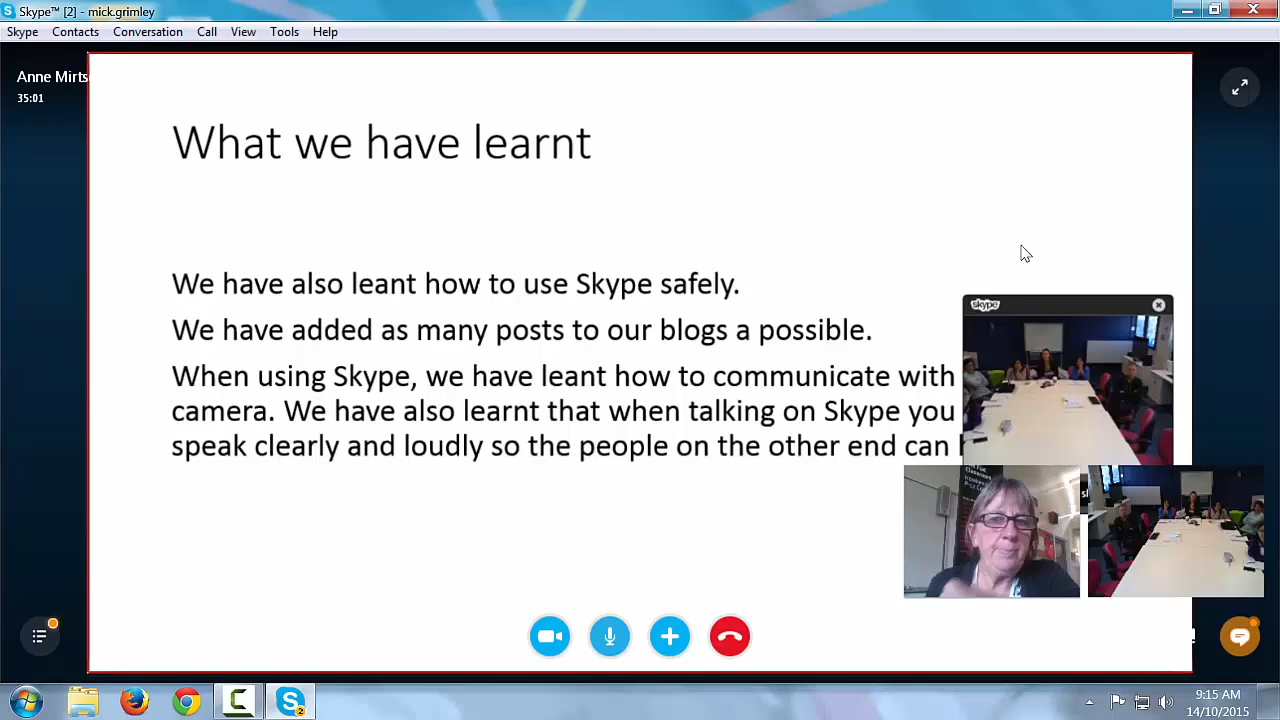 Skype™ [2] - mick.grimley
Skype Contacts Conversation Call View Tools Help
Anne Mirts
35:01
What we have learnt
We have also leant how to use Skype safely.
We have added as many posts to our blogs a possible.
When using Skype, we have leant how to communicate with
camera. We have also learnt that when talking on Skype you
speak clearly and loudly so the people on the other end can
skype
9:15 AM
14/10/2015